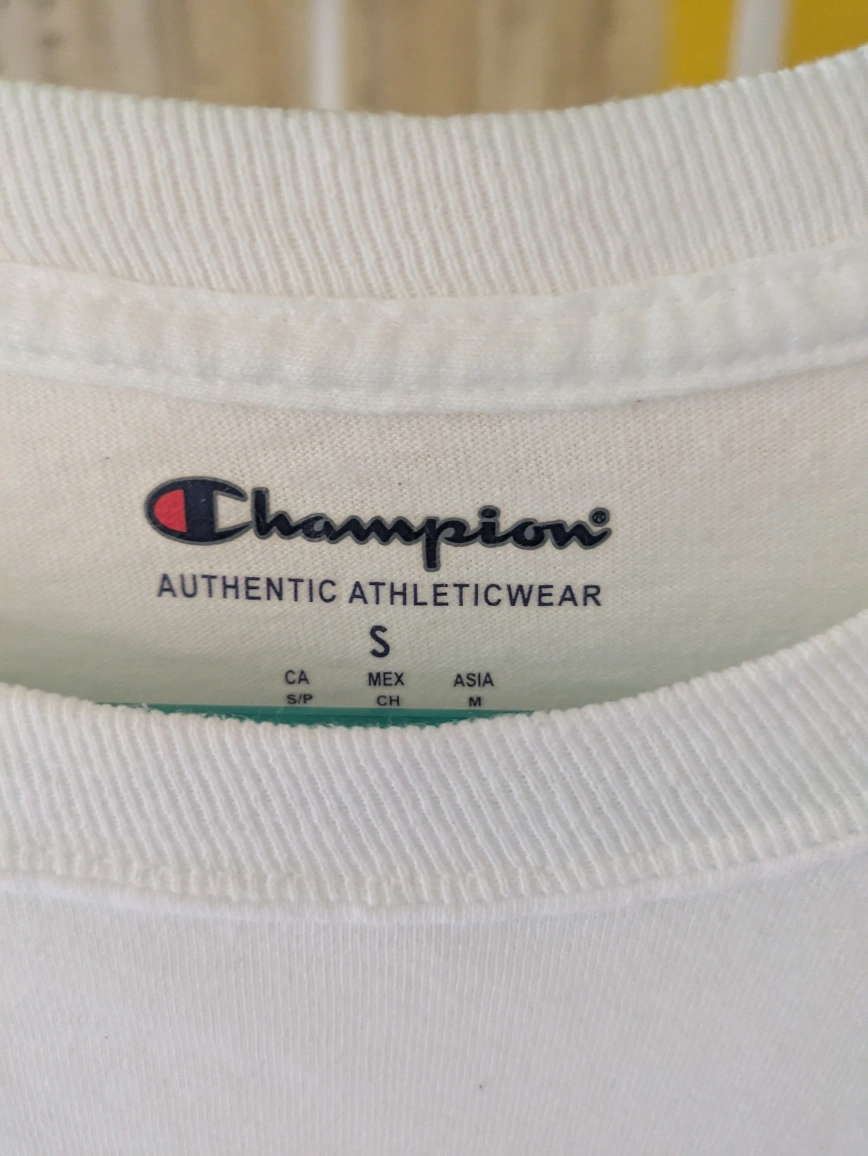 Champion®
AUTHENTIC ATHLETICWEAR
S
CA MEX ASIA
S/P CH M